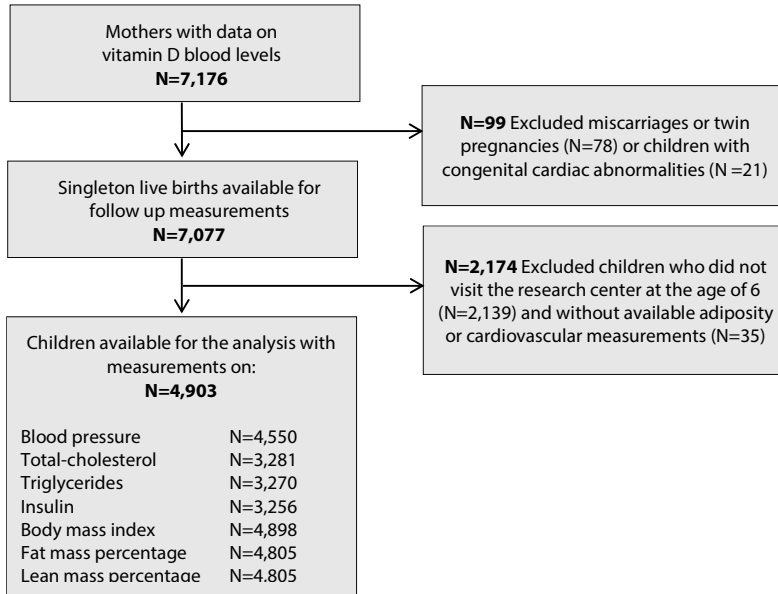 Mothers with data on
vitamin D blood levels
N=7,176
N=99 Excluded miscarriages or twin
pregnancies (N=78) or children with
congenital cardiac abnormalities (N =21)
Singleton live births available for
follow up measurements
N=7,077
N=2,174 Excluded children who did not
visit the research center at the age of 6
(N=2,139) and without available adiposity
or cardiovascular measurements (N=35)
Children available for the analysis with
measurements on:
N=4,903
Blood pressure N=4,550
Total-cholesterol N=3,281
Triglycerides N=3,270
Insulin N=3,256
Body mass index N=4,898
Fat mass percentage N=4,805
Lean mass percentage N=4,805